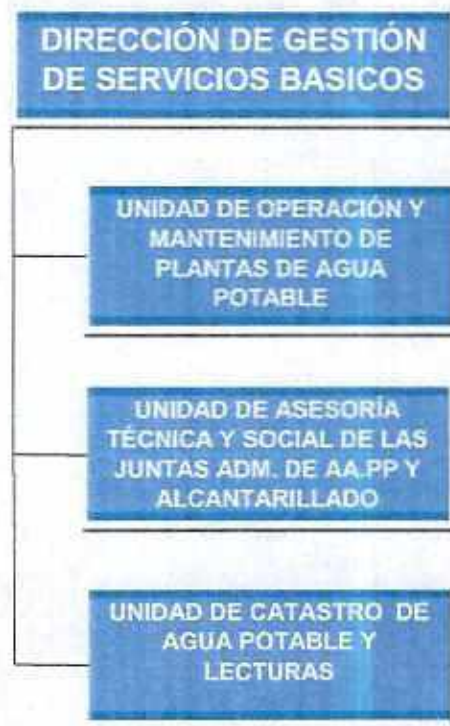 DIRECCIÓN DE GESTIÓN
DE SERVICIOS BASICOS
UNIDAD DE OPERACIÓN Y
MANTENIMIENTO DE
PLANTAS DE AGUA
POTABLE
UNIDAD DE ASESORÍA
TÉCNICA Y SOCIAL DE LAS
JUNTAS ADM. DE AA.PP Y
ALCANTARILLADO
UNIDAD DE CATASTRO DE
AGUA POTABLE Y
LECTURAS